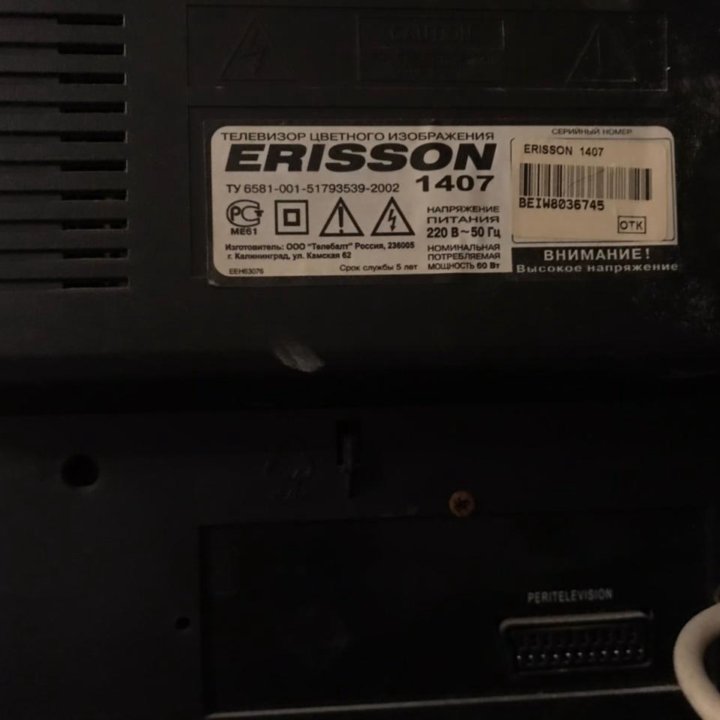 CAUTION
ТЕЛЕВИЗОР ЦВЕТНОГО ИЗОБРАЖЕНИЯ
ERISSON
ТУ 6581-001-51793539-2002
1407
РС
МЕ61
НАПРЯЖЕНИЕ
ПИТАНИЯ
220 В ~ 50 Гц
Изготовитель: ООО "Телебалт" Россия, 236005
г. Калининград, ул. Камская 62
НОМИНАЛЬНАЯ
ПОТРЕБЛЯЕМАЯ
МОЩНОСТЬ 60 Вт
EEH63076
Срок службы 5 лет
СЕРИЙНЫЙ НОМЕР
ERISSON 1407
BEIW8036745
ОТК
ВНИМАНИЕ!
Высокое напряжение
PERITELEVISION